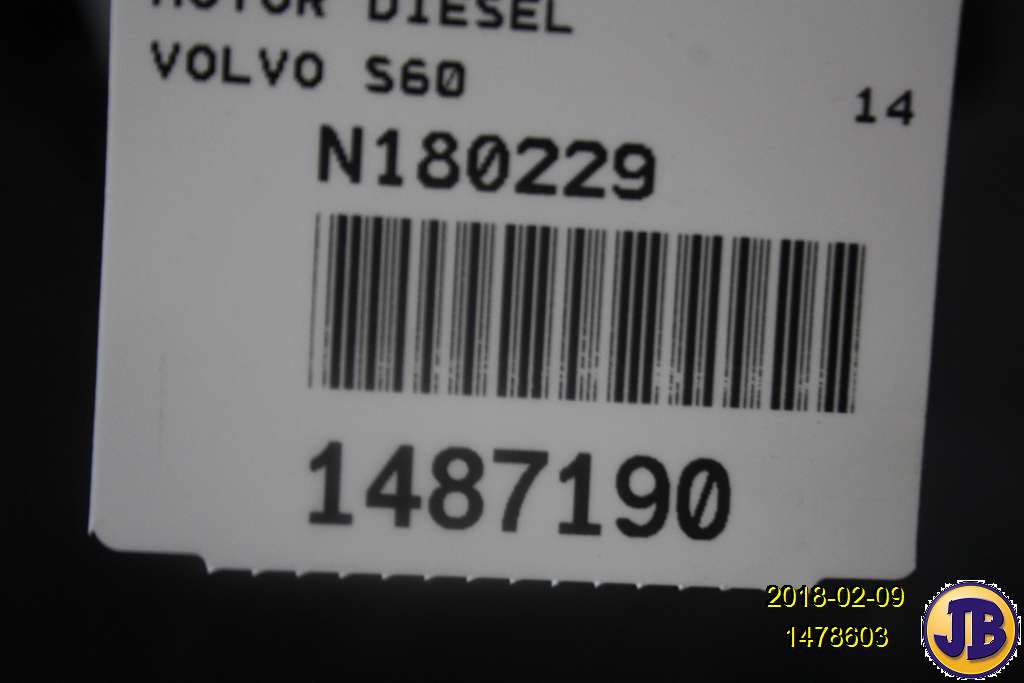 MOTOR DIESEL
VOLVO S60
14
N180229
1487190
2018-02-09
1478603
JB